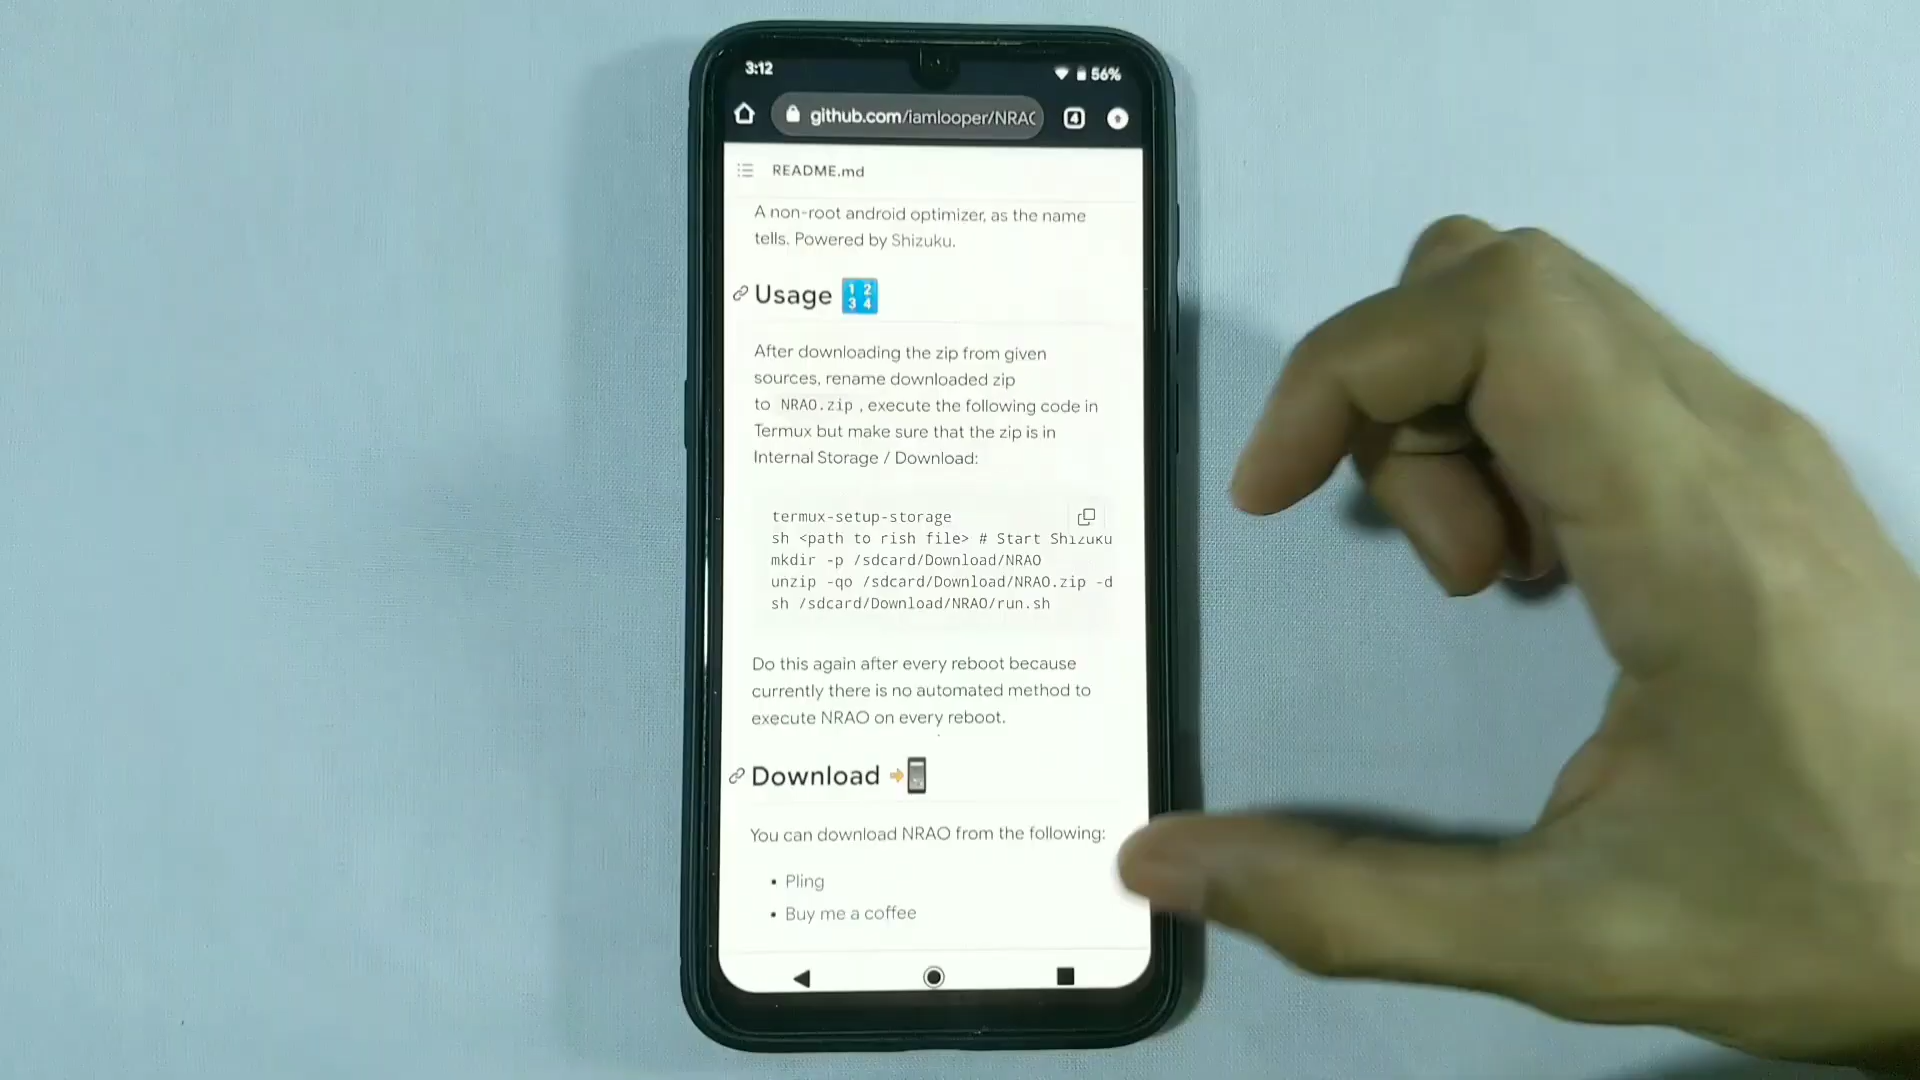 3:12
56%
github.com/iamlooper/NRAO
4
README.md
A non-root android optimizer, as the name
tells. Powered by Shizuku.
Usage 🔢
After downloading the zip from given
sources, rename downloaded zip
to NRAO.zip , execute the following code in
Termux but make sure that the zip is in
Internal Storage / Download:
termux-setup-storage
sh <path to rish file> # Start Shizuku
mkdir -p /sdcard/Download/NRAO
unzip -qo /sdcard/Download/NRAO.zip -d
sh /sdcard/Download/NRAO/run.sh
Do this again after every reboot because
currently there is no automated method to
execute NRAO on every reboot.
Download 📲
You can download NRAO from the following:
• Pling
• Buy me a coffee